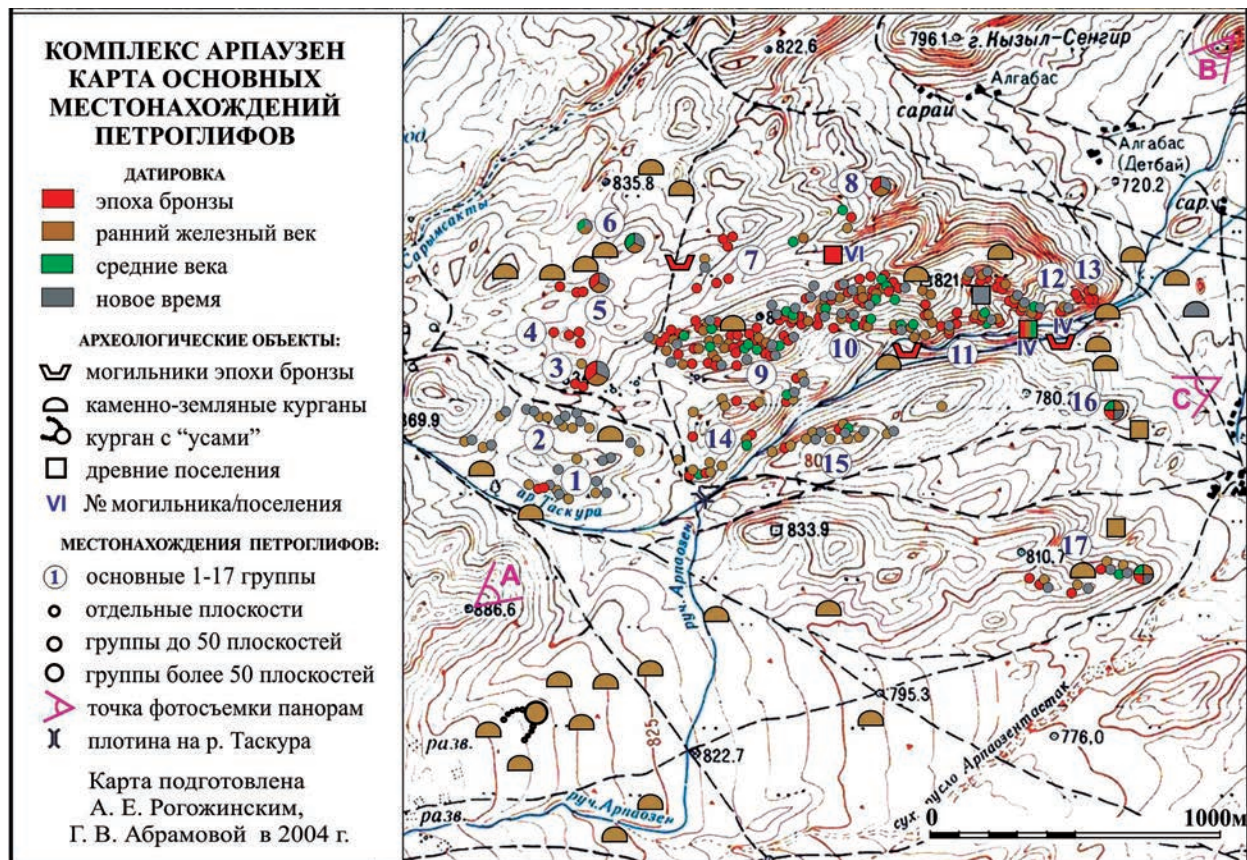 КОМПЛЕКС АРПАУЗЕН
КАРТА ОСНОВНЫХ
МЕСТОНАХОЖДЕНИЙ
ПЕТРОГЛИФОВ
ДАТИРОВКА
эпоха бронзы
ранний железный век
средние века
новое время
АРХЕОЛОГИЧЕСКИЕ ОБЪЕКТЫ:
могильники эпохи бронзы
каменно-земляные курганы
курган с “усами”
древние поселения
VI № могильника/поселения
МЕСТОНАХОЖДЕНИЯ ПЕТРОГЛИФОВ:
1 основные 1-17 группы
отдельные плоскости
группы до 50 плоскостей
группы более 50 плоскостей
точка фотосъемки панорам
плотина на р. Таскура
Карта подготовлена
А. Е. Рогожинским,
Г. В. Абрамовой в 2004 г.
822.6
796.1
г. Кызыл-Сенгир
B
Алгабас
сараи
Алгабас
(Детбай)
720.2
сар.
Сарымсакты
835.8
8
6
7
VI
5
4
3
821
12
13
IV
IV
10
11
9
780.
16
C
869.9
2
1
14
15
80
ар. Таскура
833.9
810.7
17
A
886.6
руч. Арпаозен
795.3
825
776,0
разв.
822.7
сух. русло Арпаозентастак
разв.
руч. Арпаозен
0
1000м